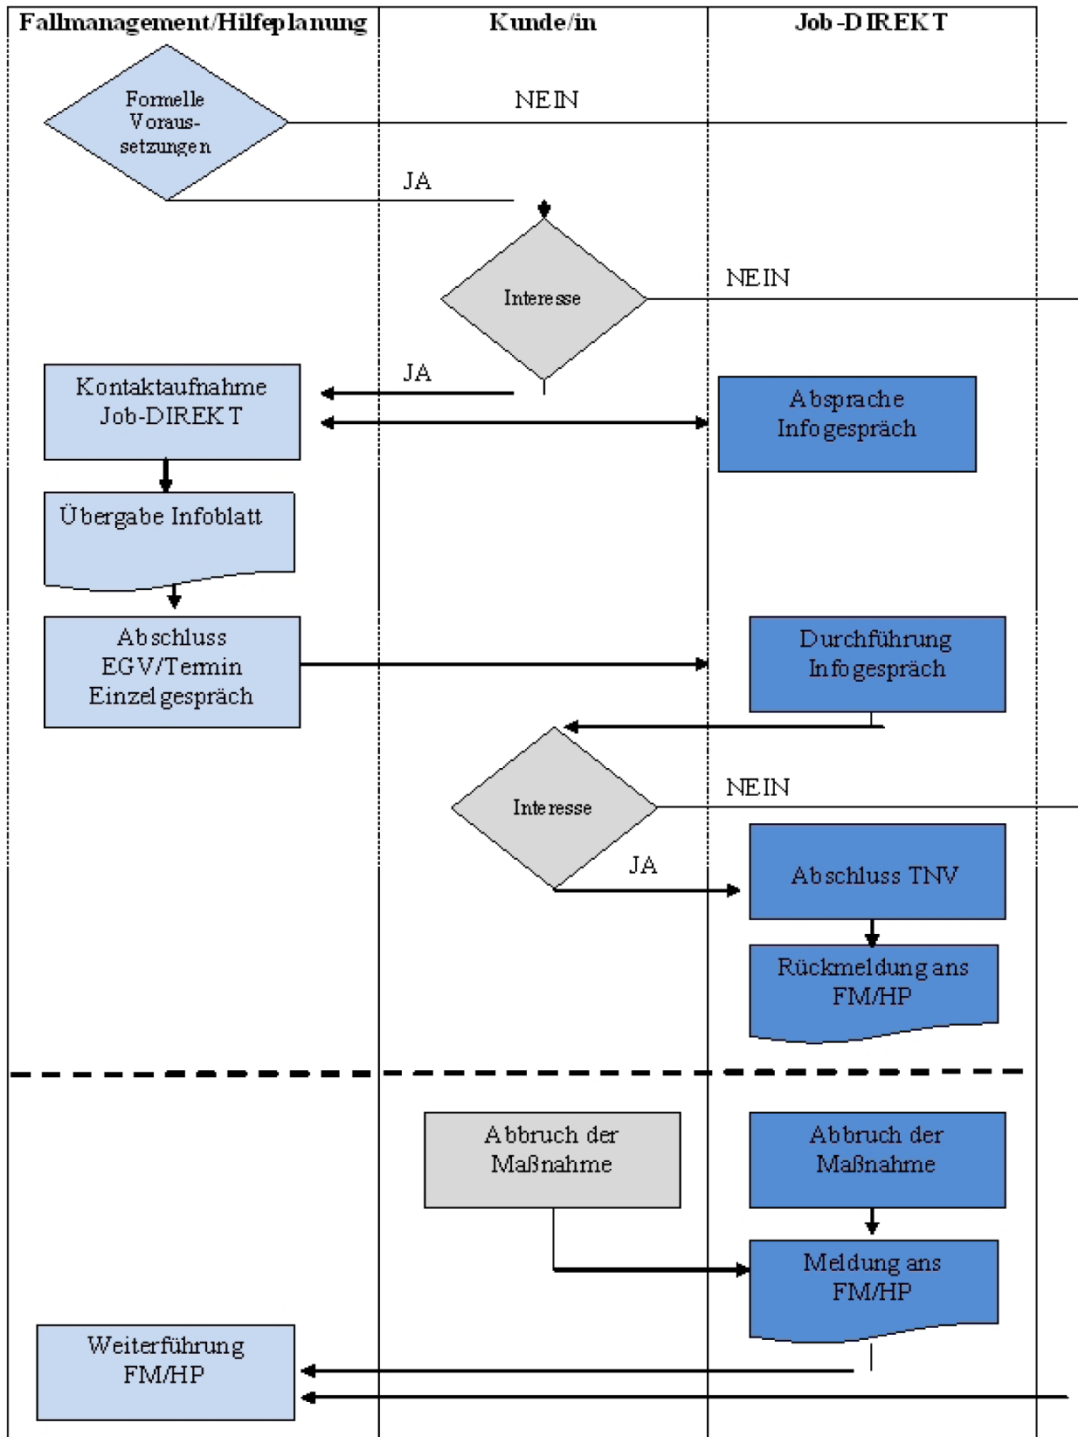 Fallmanagement/Hilfeplanung
Kunde/in
Job-DIREKT
Formelle
Voraus-
setzungen
NEIN
JA
Interesse
NEIN
JA
Kontaktaufnahme
Job-DIREKT
Absprache
Infogespräch
Übergabe Infoblatt
Abschluss
EGV/Termin
Einzelgespräch
Durchführung
Infogespräch
Interesse
NEIN
JA
Abschluss TNV
Rückmeldung ans
FM/HP
Abbruch der
Maßnahme
Abbruch der
Maßnahme
Meldung ans
FM/HP
Weiterführung
FM/HP